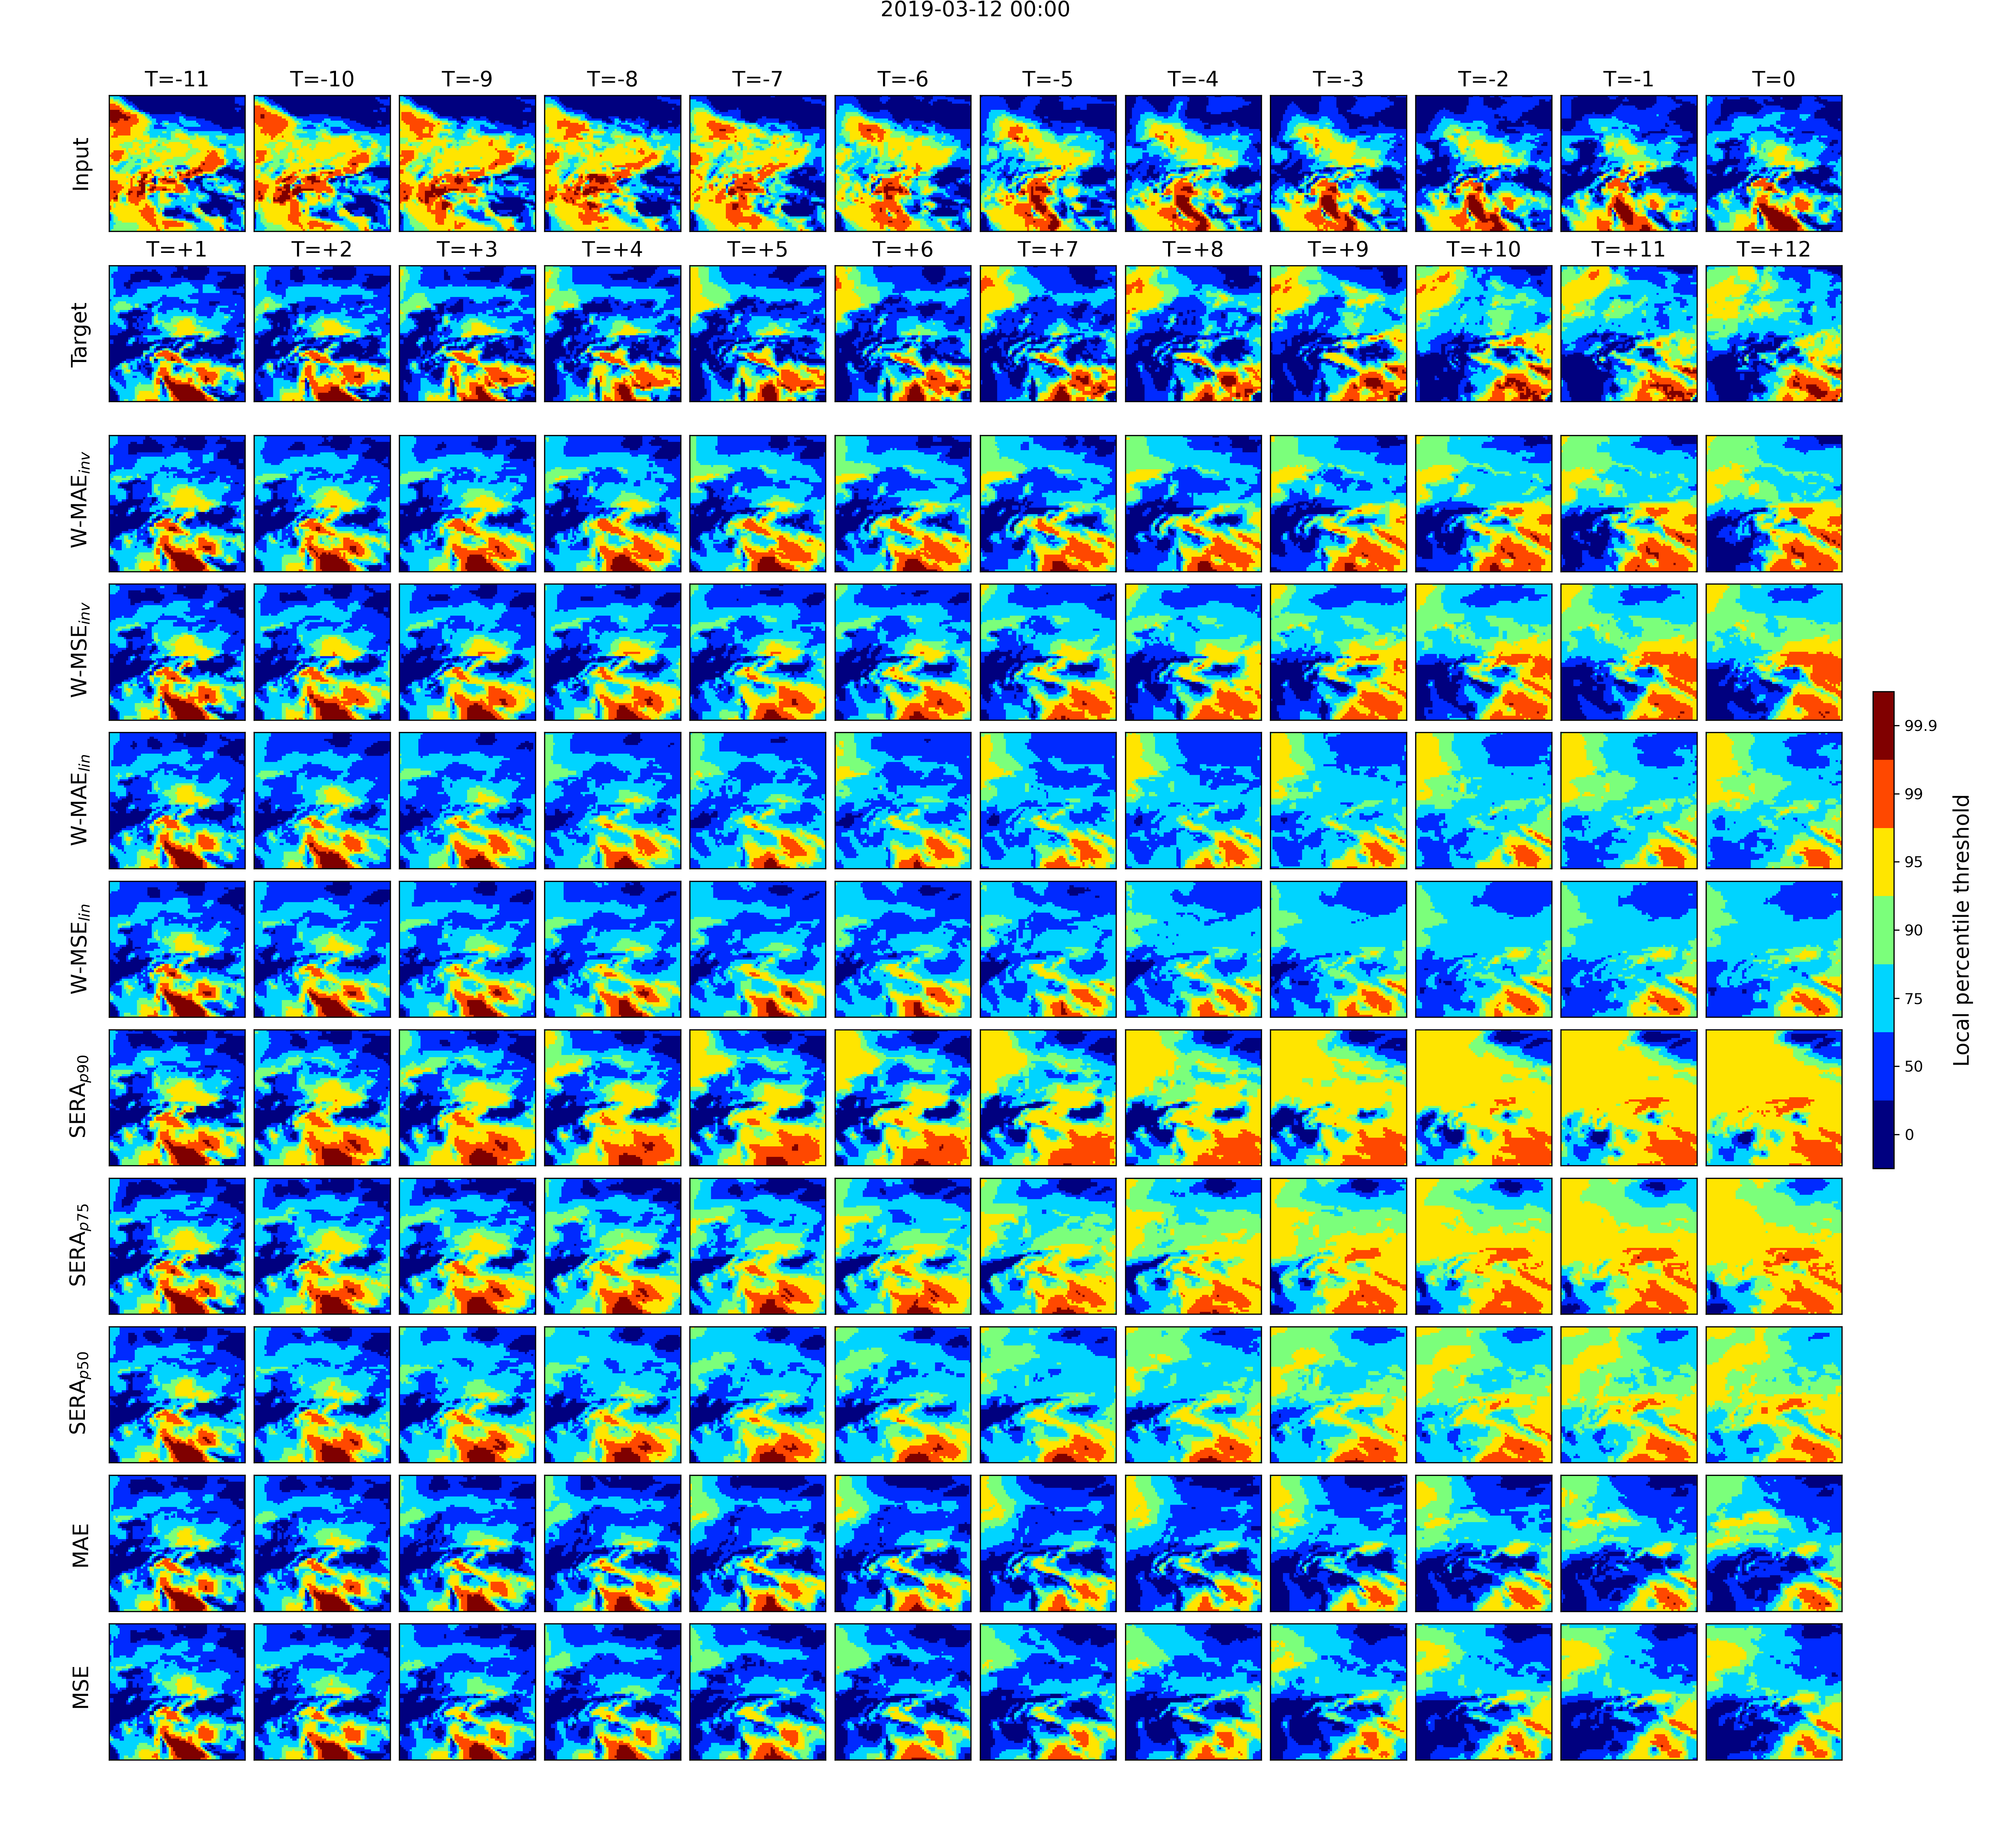 2019-03-12 00:00
T=-11 T=-10 T=-9 T=-8 T=-7 T=-6 T=-5 T=-4 T=-3 T=-2 T=-1 T=0
Input
T=+1 T=+2 T=+3 T=+4 T=+5 T=+6 T=+7 T=+8 T=+9 T=+10 T=+11 T=+12
Target
W-MAE_inv
W-MSE_inv
W-MAE_lin
W-MSE_lin
SERA_p90
SERA_p75
SERA_p50
MAE
MSE
99.9
99
95
90
75
50
0
Local percentile threshold